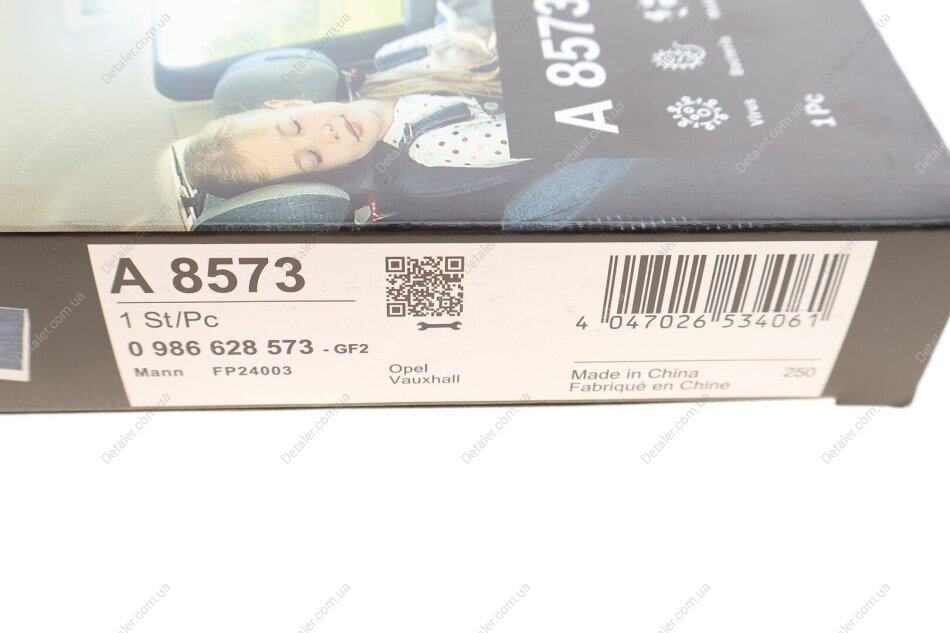 A 8573
Virus
Bacteria
1 Pc
A 8573
1 St/Pc
0 986 628 573 - GF2
Mann FP24003
Opel
Vauxhall
4 047026 534061
Made in China
Fabriqué en Chine
250
Detaler.com.ua